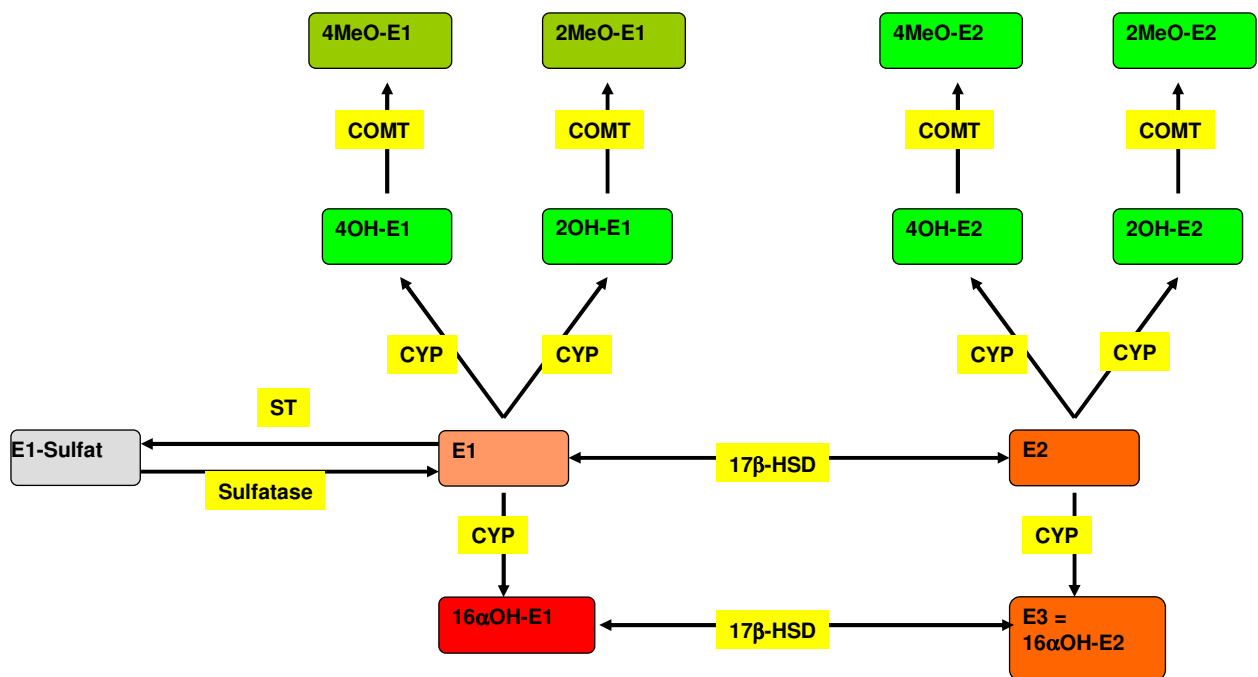 4MeO-E1
2MeO-E1
4MeO-E2
2MeO-E2
COMT
COMT
COMT
COMT
4OH-E1
2OH-E1
4OH-E2
2OH-E2
CYP
CYP
CYP
CYP
ST
E1-Sulfat
E1
17β-HSD
E2
Sulfatase
CYP
CYP
16αOH-E1
17β-HSD
E3 =
16αOH-E2